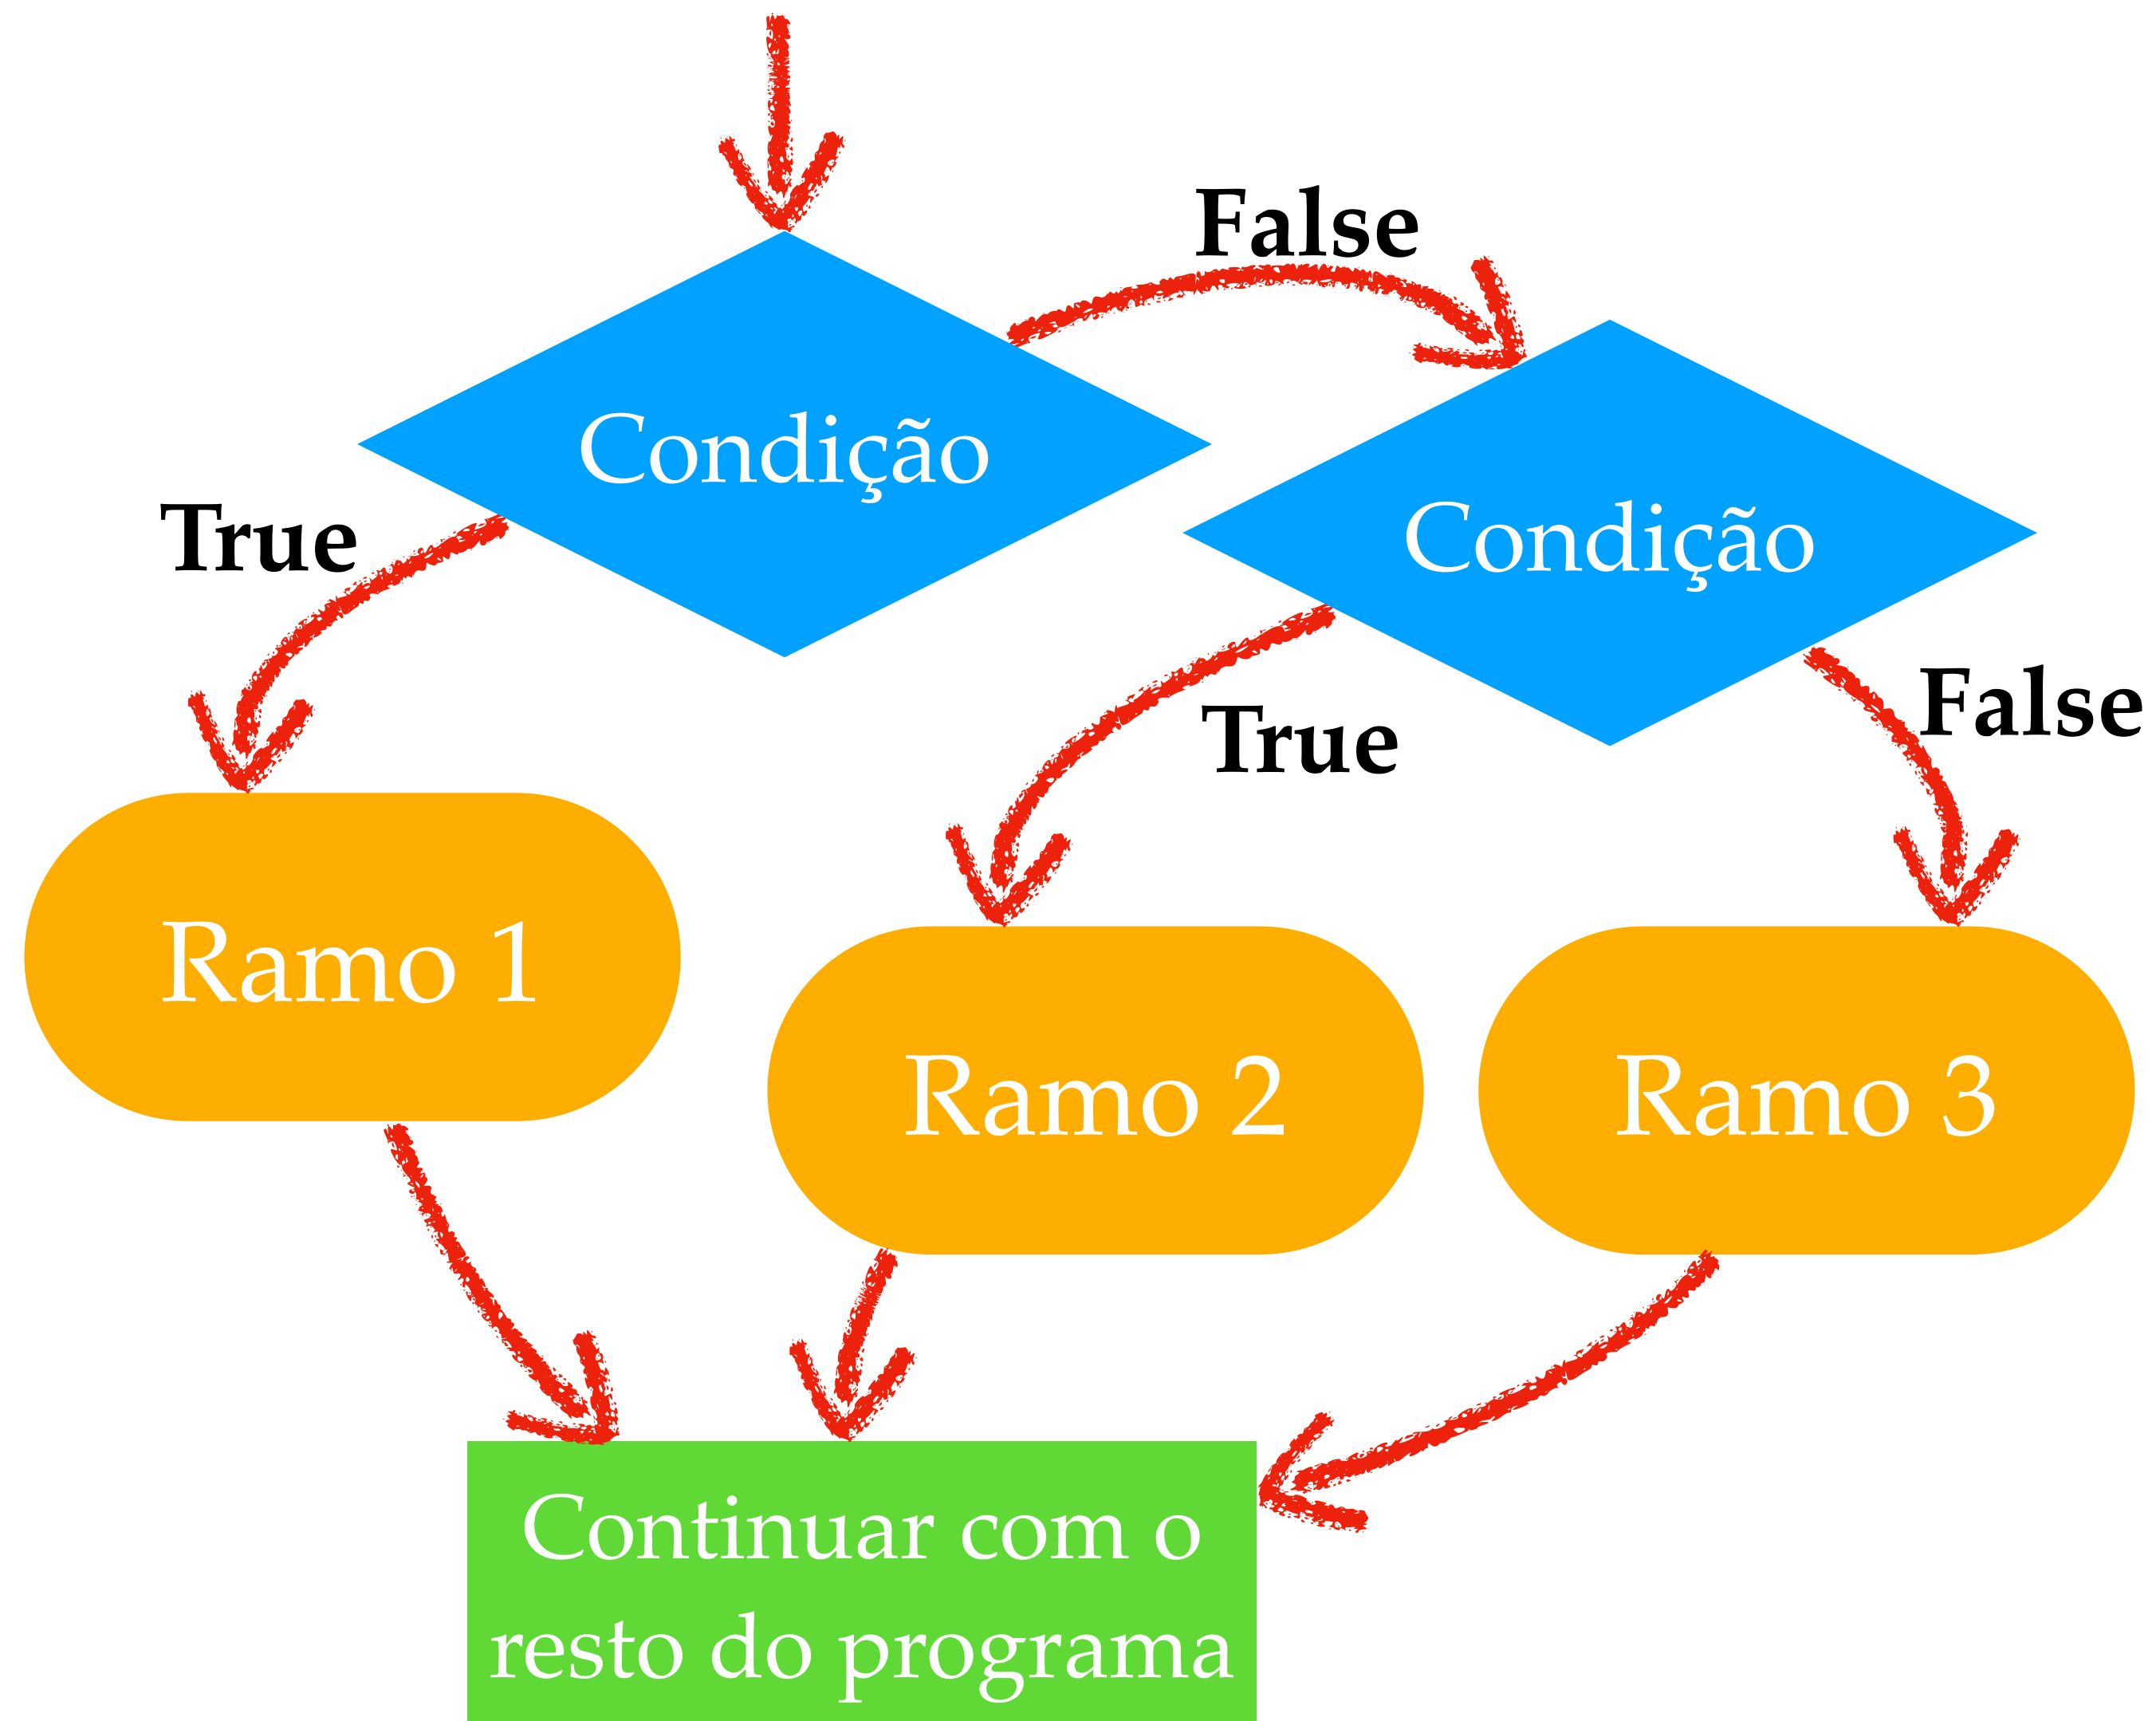 False
Condição
True
Condição
True
False
Ramo 1
Ramo 2
Ramo 3
Continuar com o
resto do programa